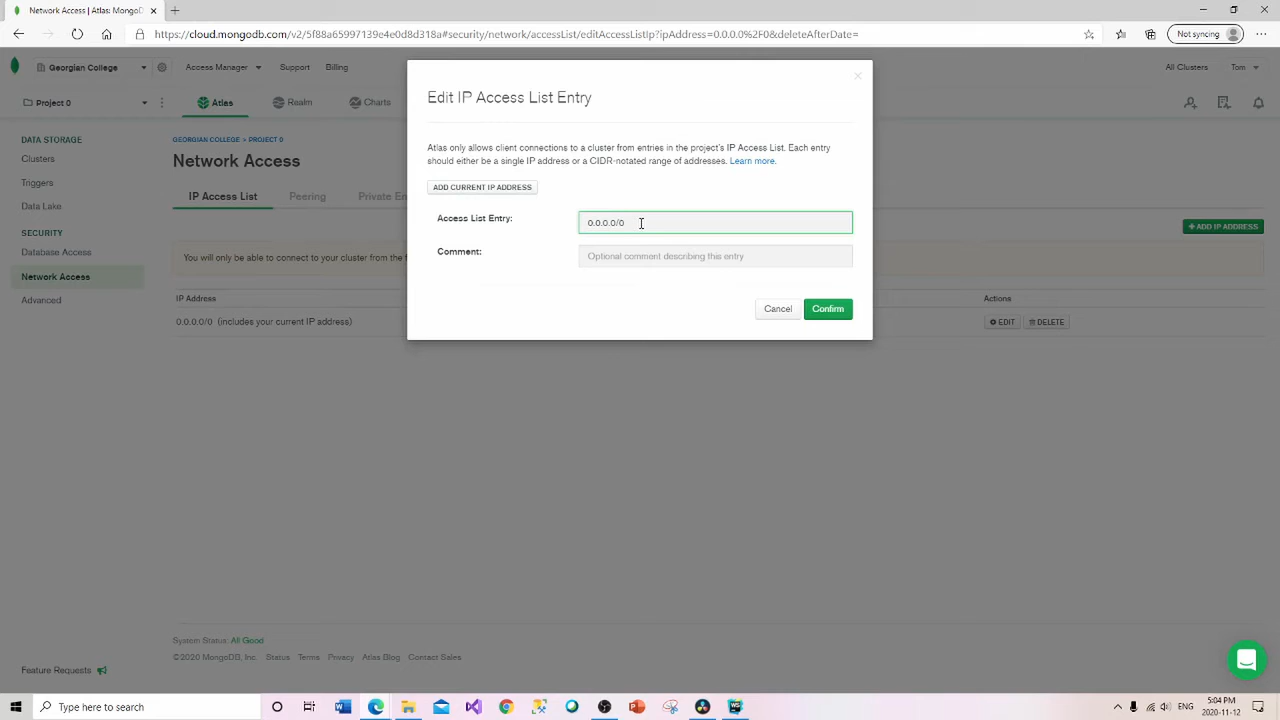 Network Access | Atlas: MongoD
https://cloud.mongodb.com/v2/5f88a65997139e4e0d8d318a#security/network/accessList/editAccessListIp?ipAddress=0.0.0.0%2F0&deleteAfterDate=
Not syncing
Georgian College
Access Manager
Support
Billing
All Clusters
Tom
Project 0
Atlas
Realm
Charts
Edit IP Access List Entry
Atlas only allows client connections to a cluster from entries in the project's IP Access List. Each entry
should either be a single IP address or a CIDR-notated range of addresses. Learn more.
ADD CURRENT IP ADDRESS
Access List Entry:
0.0.0.0/0
Comment:
Optional comment describing this entry
Cancel
Confirm
DATA STORAGE
Clusters
Triggers
Data Lake
SECURITY
Database Access
Network Access
Advanced
GEORGIAN COLLEGE > PROJECT 0
Network Access
IP Access List
Peering
Private En
+ ADD IP ADDRESS
You will only be able to connect to your cluster from the f
IP Address
Actions
0.0.0.0/0 (includes your current IP address)
EDIT
DELETE
System Status: All Good
©2020 MongoDB, Inc.
Status
Terms
Privacy
Atlas Blog
Contact Sales
Feature Requests
Type here to search
5:04 PM
2020-11-12